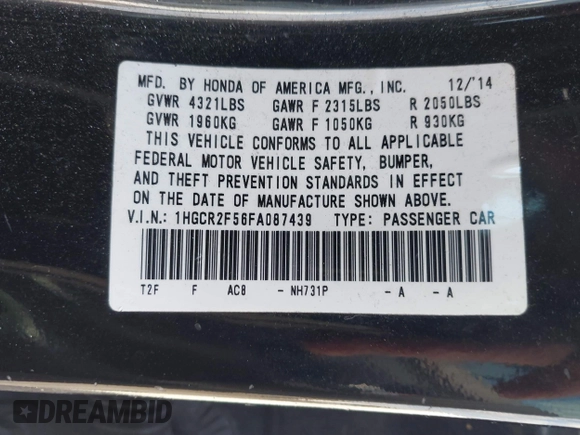 MFD. BY HONDA OF AMERICA MFG., INC. 12/'14
GVWR 4321LBS GAWR F 2315LBS R 2050LBS
GVWR 1960KG GAWR F 1050KG R 930KG
THIS VEHICLE CONFORMS TO ALL APPLICABLE
FEDERAL MOTOR VEHICLE SAFETY, BUMPER,
AND THEFT PREVENTION STANDARDS IN EFFECT
ON THE DATE OF MANUFACTURE SHOWN ABOVE.
V.I.N.: 1HGCR2F56FA087439 TYPE: PASSENGER CAR
T2F F AC8 - NH731P - A - A
DREAMBID